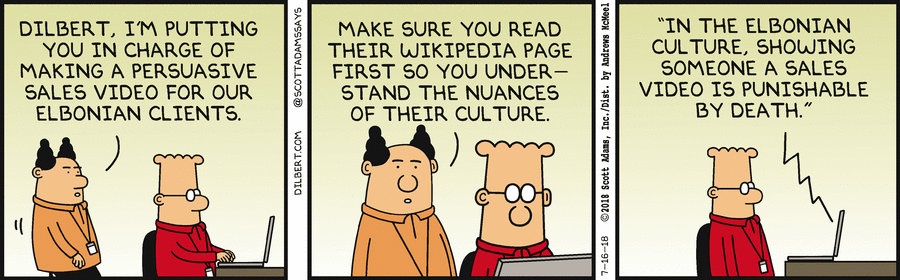 DILBERT, I'M PUTTING
YOU IN CHARGE OF
MAKING A PERSUASIVE
SALES VIDEO FOR OUR
ELBONIAN CLIENTS.
DILBERT.COM @SCOTTADAMSSAYS
MAKE SURE YOU READ
THEIR WIKIPEDIA PAGE
FIRST SO YOU UNDER-
STAND THE NUANCES
OF THEIR CULTURE.
7-16-18 ©2018 Scott Adams, Inc./Dist. by Andrews McMeel
"IN THE ELBONIAN
CULTURE, SHOWING
SOMEONE A SALES
VIDEO IS PUNISHABLE
BY DEATH."